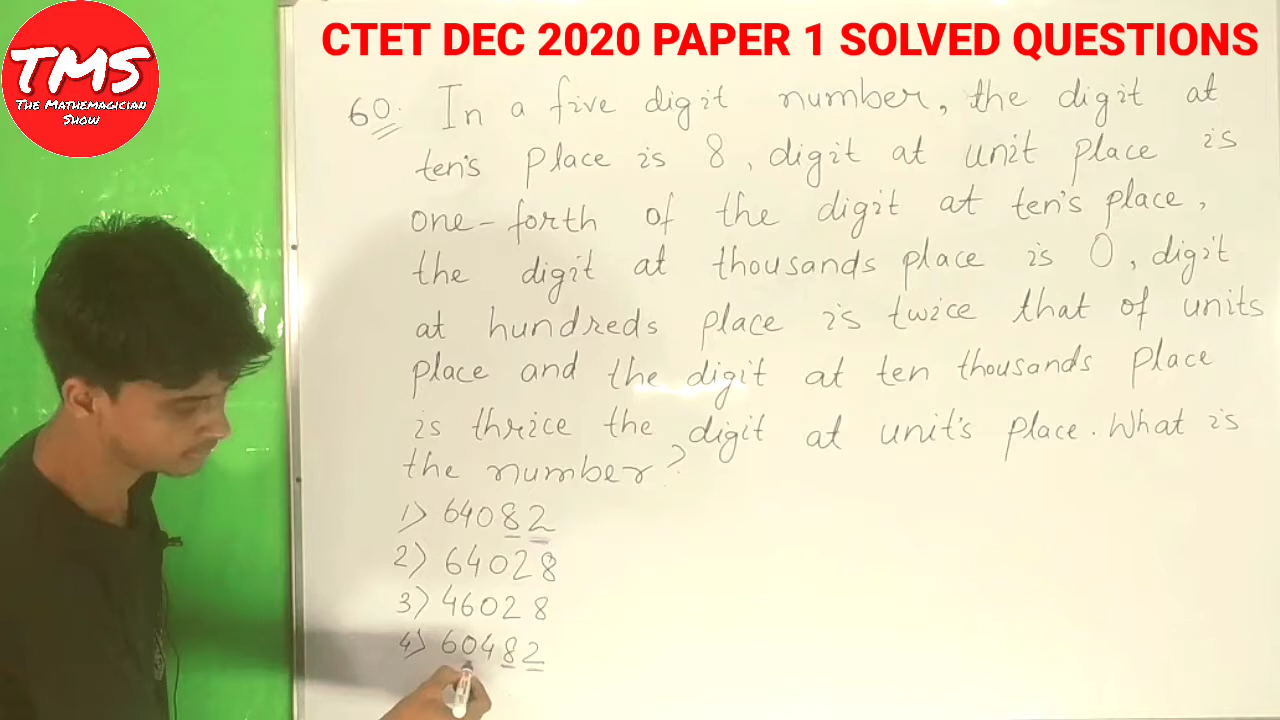 TMS
THE MATHEMAGICIAN
SHOW
CTET DEC 2020 PAPER 1 SOLVED QUESTIONS
60. In a five digit number, the digit at
ten's place is 8, digit at unit place is
one-forth of the digit at ten's place,
the digit at thousands place is 0, digit
at hundreds place is twice that of units
place and the digit at ten thousands place
is thrice the digit at unit's place. What is
the number?
1) 64082
2) 64028
3) 46028
4) 60482